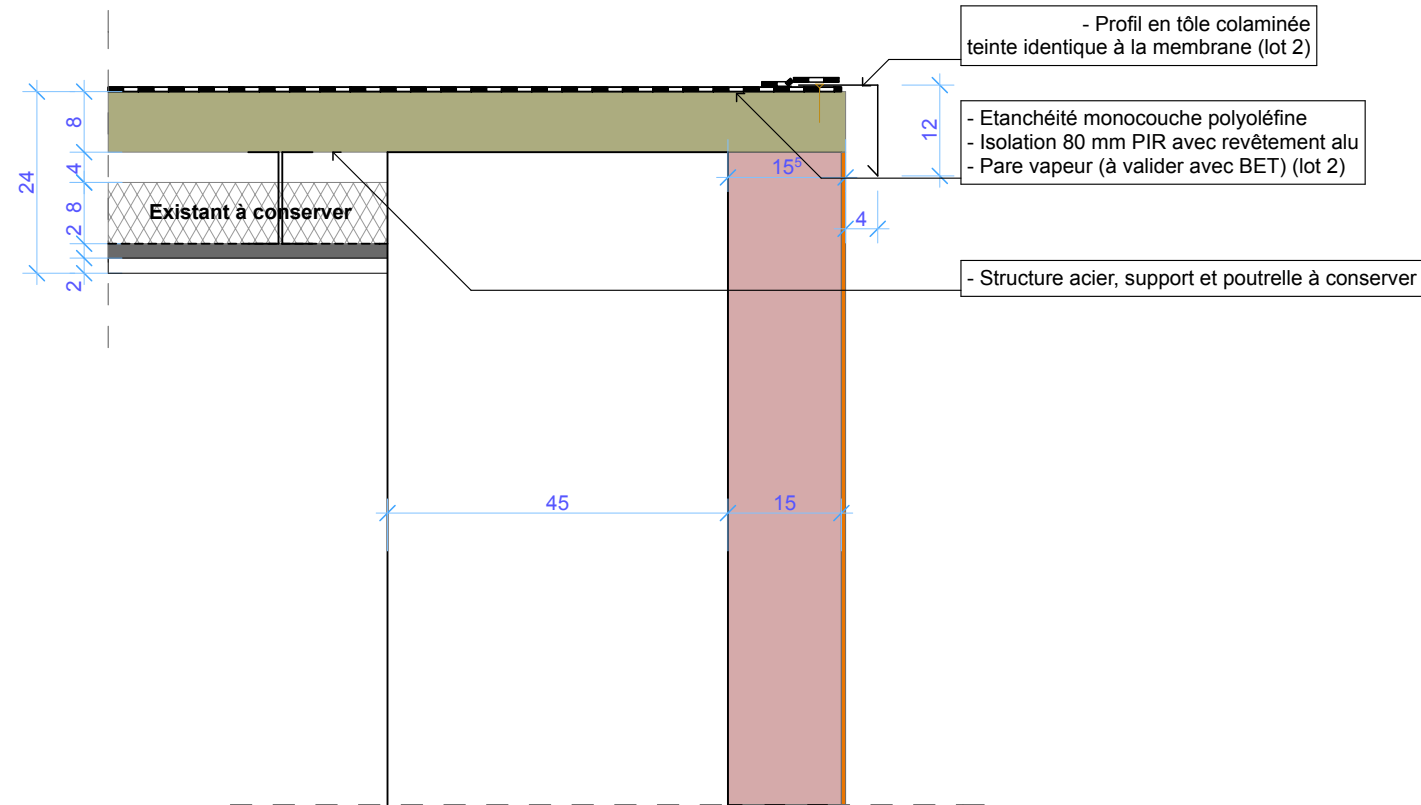 - Profil en tôle colaminée
teinte identique à la membrane (lot 2)
- Etanchéité monocouche polyoléfine
- Isolation 80 mm PIR avec revêtement alu
- Pare vapeur (à valider avec BET) (lot 2)
- Structure acier, support et poutrelle à conserver
Existant à conserver
24
8
4
8
2
2
12
15⁵
4
45
15